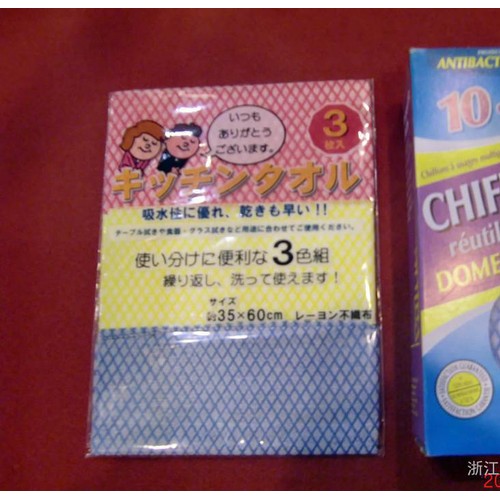 いつも
ありがとう
ございます。
3
枚入
キッチンタオル
吸水性に優れ、乾きも早い!!
テーブル拭きや食器・グラス拭きなど用途に合わせてご使用ください。
使い分けに便利な3色組
繰り返し、洗って使えます!
サイズ
約35×60cm レーヨン不織布
ANTIBACT
10
CHIF
réutil
DOME
浙江
20